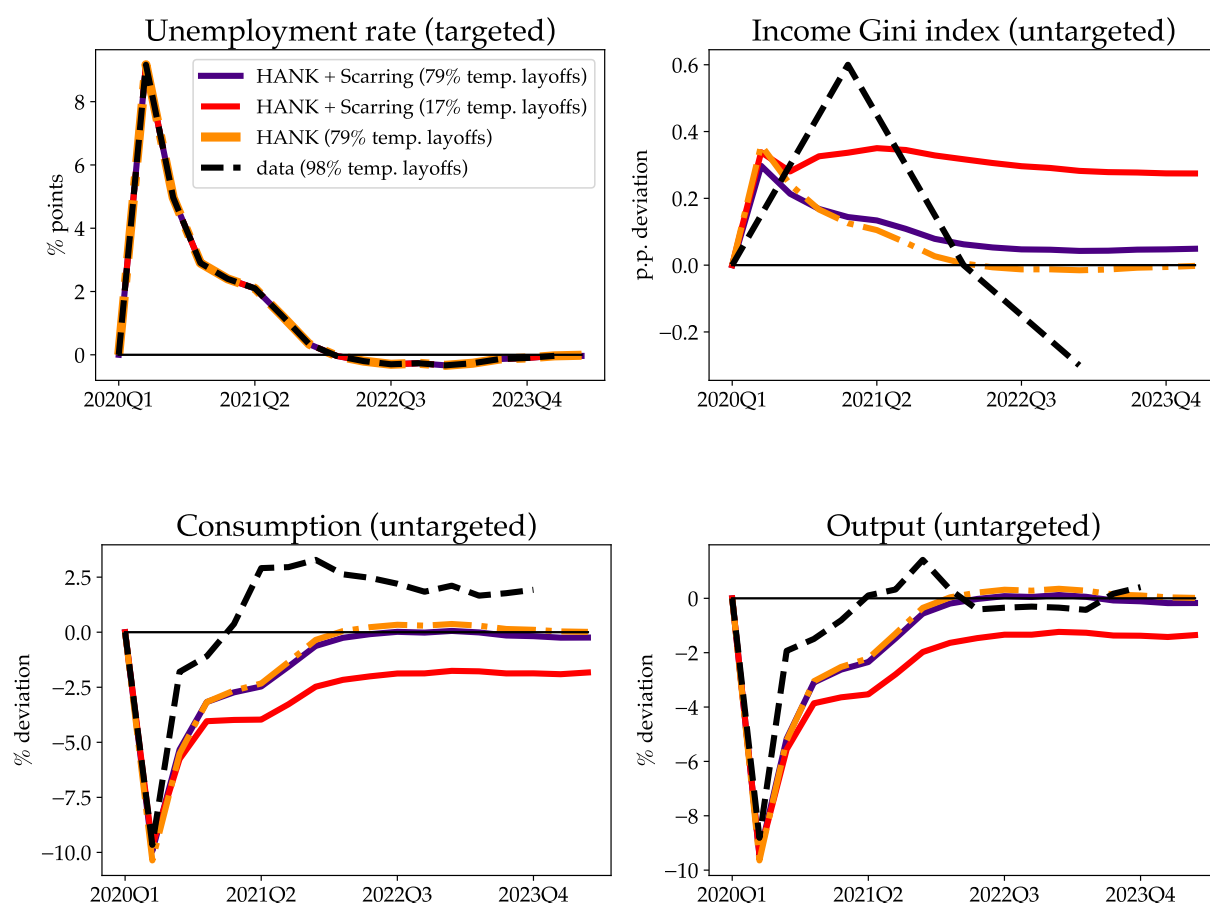 Unemployment rate (targeted)
% points
8
6
4
2
0
2020Q1
2021Q2
2022Q3
2023Q4
HANK + Scarring (79% temp. layoffs)
HANK + Scarring (17% temp. layoffs)
HANK (79% temp. layoffs)
data (98% temp. layoffs)
Income Gini index (untargeted)
p.p. deviation
0.6
0.4
0.2
0.0
−0.2
2020Q1
2021Q2
2022Q3
2023Q4
Consumption (untargeted)
% deviation
2.5
0.0
−2.5
−5.0
−7.5
−10.0
2020Q1
2021Q2
2022Q3
2023Q4
Output (untargeted)
% deviation
0
−2
−4
−6
−8
−10
2020Q1
2021Q2
2022Q3
2023Q4